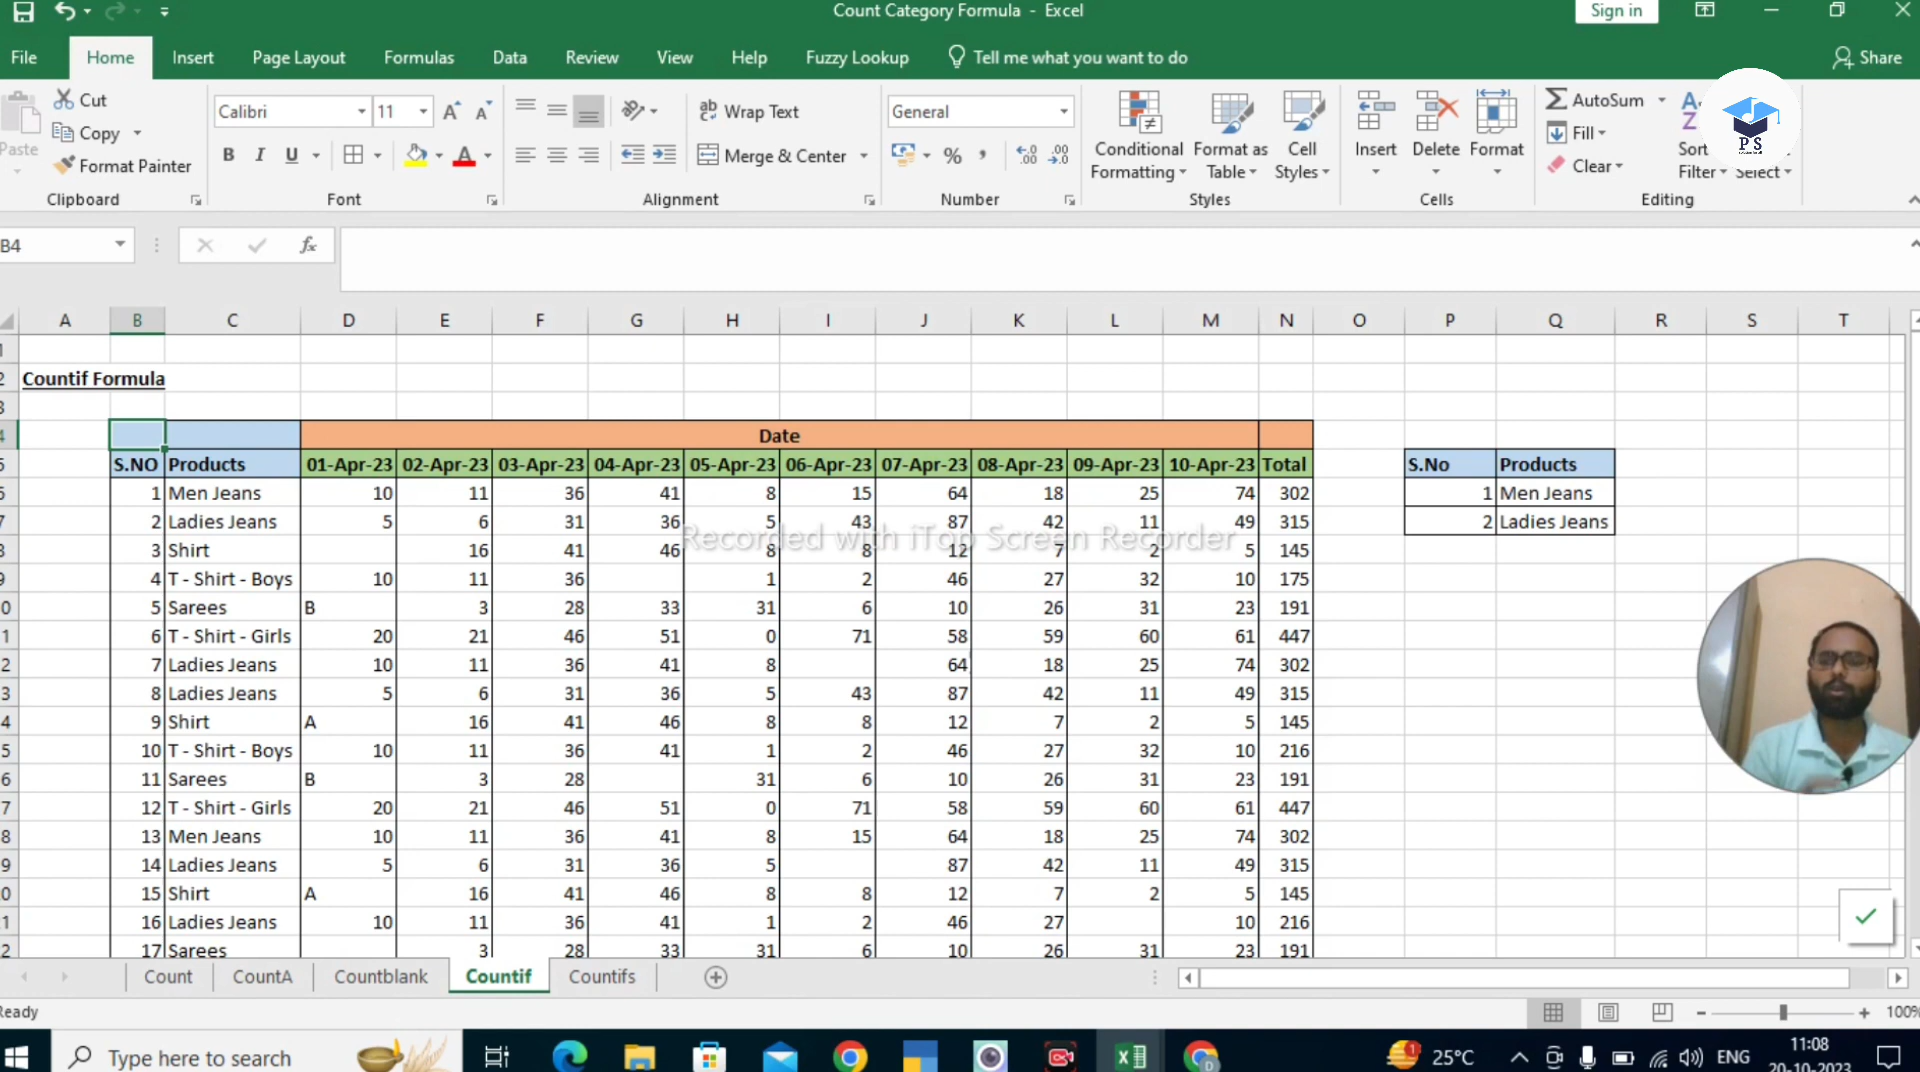 Count Category Formula - Excel
Sign in
File Home Insert Page Layout Formulas Data Review View Help Fuzzy Lookup Tell me what you want to do Share
Paste
Cut
Copy
Format Painter
Clipboard
Calibri 11
B I U
Font
Wrap Text
Merge & Center
Alignment
General
Number
Conditional Formatting
Format as Table
Cell Styles
Styles
Insert Delete Format
Cells
AutoSum
Fill
Clear
Sort
Filter
Select
Editing
PS
B4
fx
A B C D E F G H I J K L M N O P Q R S T
Countif Formula
Date
S.NO Products 01-Apr-23 02-Apr-23 03-Apr-23 04-Apr-23 05-Apr-23 06-Apr-23 07-Apr-23 08-Apr-23 09-Apr-23 10-Apr-23 Total S.No Products
1 Men Jeans 10 11 36 41 8 15 64 18 25 74 302 1 Men Jeans
2 Ladies Jeans 5 6 31 36 5 43 87 42 11 49 315 2 Ladies Jeans
Recorded with iTop Screen Recorder
3 Shirt 16 41 46 8 8 12 7 2 5 145
4 T - Shirt - Boys 10 11 36 1 2 46 27 32 10 175
5 Sarees B 3 28 33 31 6 10 26 31 23 191
6 T - Shirt - Girls 20 21 46 51 0 71 58 59 60 61 447
7 Ladies Jeans 10 11 36 41 8 64 18 25 74 302
8 Ladies Jeans 5 6 31 36 5 43 87 42 11 49 315
9 Shirt A 16 41 46 8 8 12 7 2 5 145
10 T - Shirt - Boys 10 11 36 41 1 2 46 27 32 10 216
11 Sarees B 3 28 31 6 10 26 31 23 191
12 T - Shirt - Girls 20 21 46 51 0 71 58 59 60 61 447
13 Men Jeans 10 11 36 41 8 15 64 18 25 74 302
14 Ladies Jeans 5 6 31 36 5 87 42 11 49 315
15 Shirt A 16 41 46 8 8 12 7 2 5 145
16 Ladies Jeans 10 11 36 41 1 2 46 27 10 216
17 Sarees 3 28 33 31 6 10 26 31 23 191
Count CountA Countblank Countif Countifs
100%
Type here to search
25°C ENG 11:08
20-10-2023